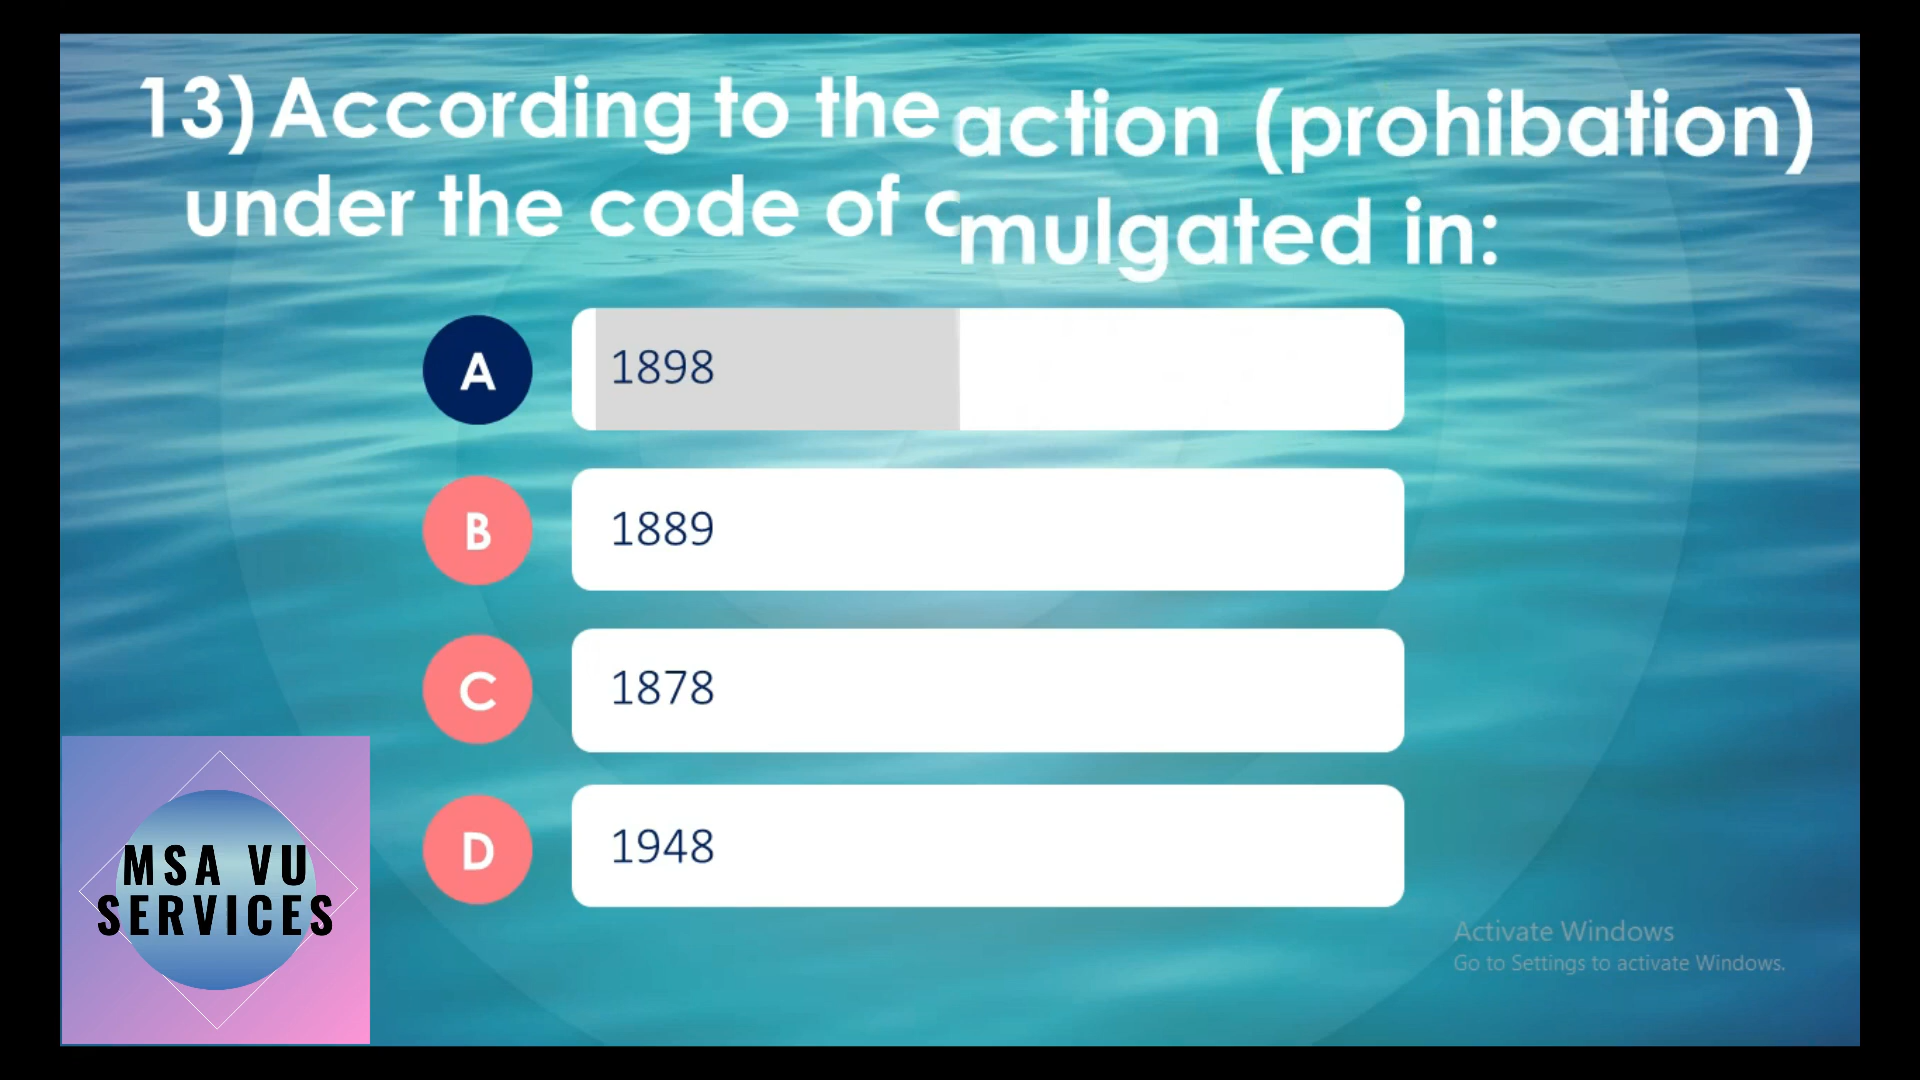 13) According to the action (prohibation)
under the code of c mulgated in:
A 1898
B 1889
C 1878
D 1948
MSA VU
SERVICES
Activate Windows
Go to Settings to activate Windows.